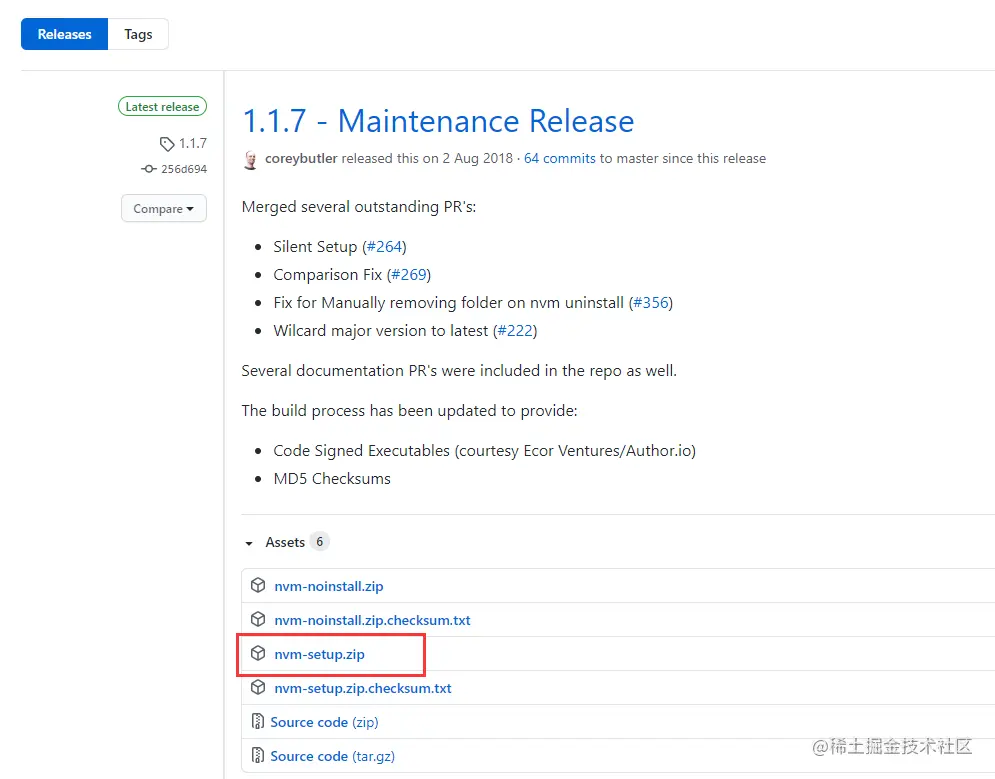 Releases Tags
Latest release
1.1.7
256d694
Compare
1.1.7 - Maintenance Release
coreybutler released this on 2 Aug 2018 · 64 commits to master since this release
Merged several outstanding PR's:
Silent Setup (#264)
Comparison Fix (#269)
Fix for Manually removing folder on nvm uninstall (#356)
Wilcard major version to latest (#222)
Several documentation PR's were included in the repo as well.
The build process has been updated to provide:
Code Signed Executables (courtesy Ecor Ventures/Author.io)
MD5 Checksums
Assets 6
nvm-noinstall.zip
nvm-noinstall.zip.checksum.txt
nvm-setup.zip
nvm-setup.zip.checksum.txt
Source code (zip)
Source code (tar.gz)
@稀土掘金技术社区